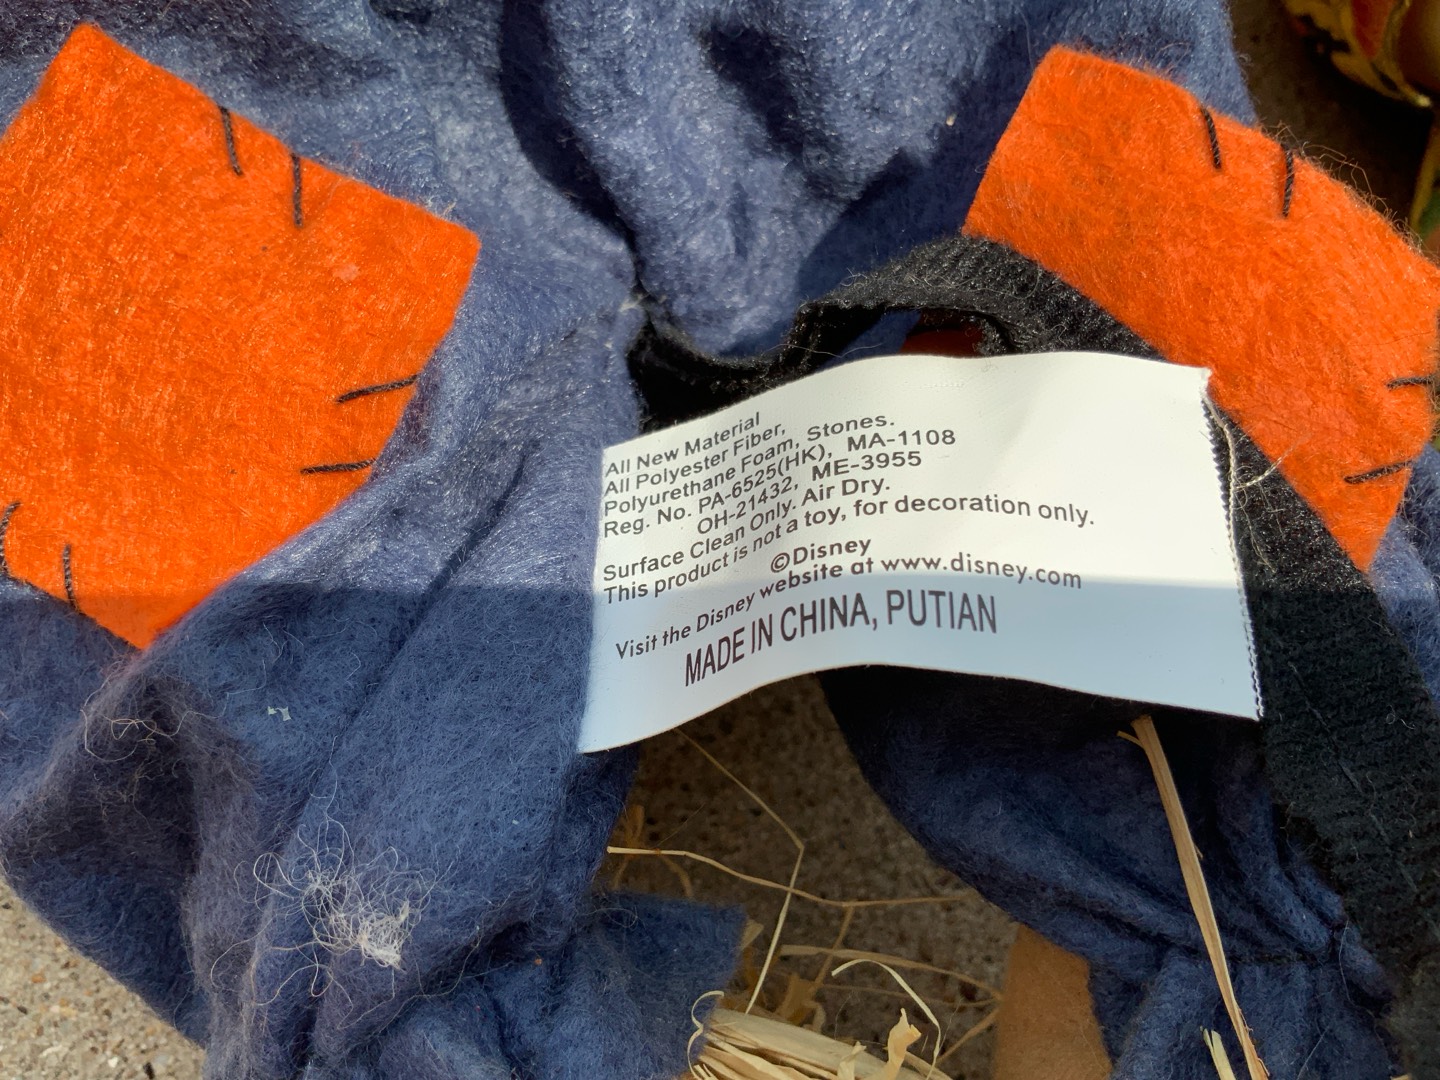 All New Material
All Polyester Fiber,
Polyurethane Foam, Stones.
Reg. No. PA-6525(HK), MA-1108
OH-21432, ME-3955
Surface Clean Only. Air Dry.
This product is not a toy, for decoration only.
©Disney
Visit the Disney website at www.disney.com
MADE IN CHINA, PUTIAN